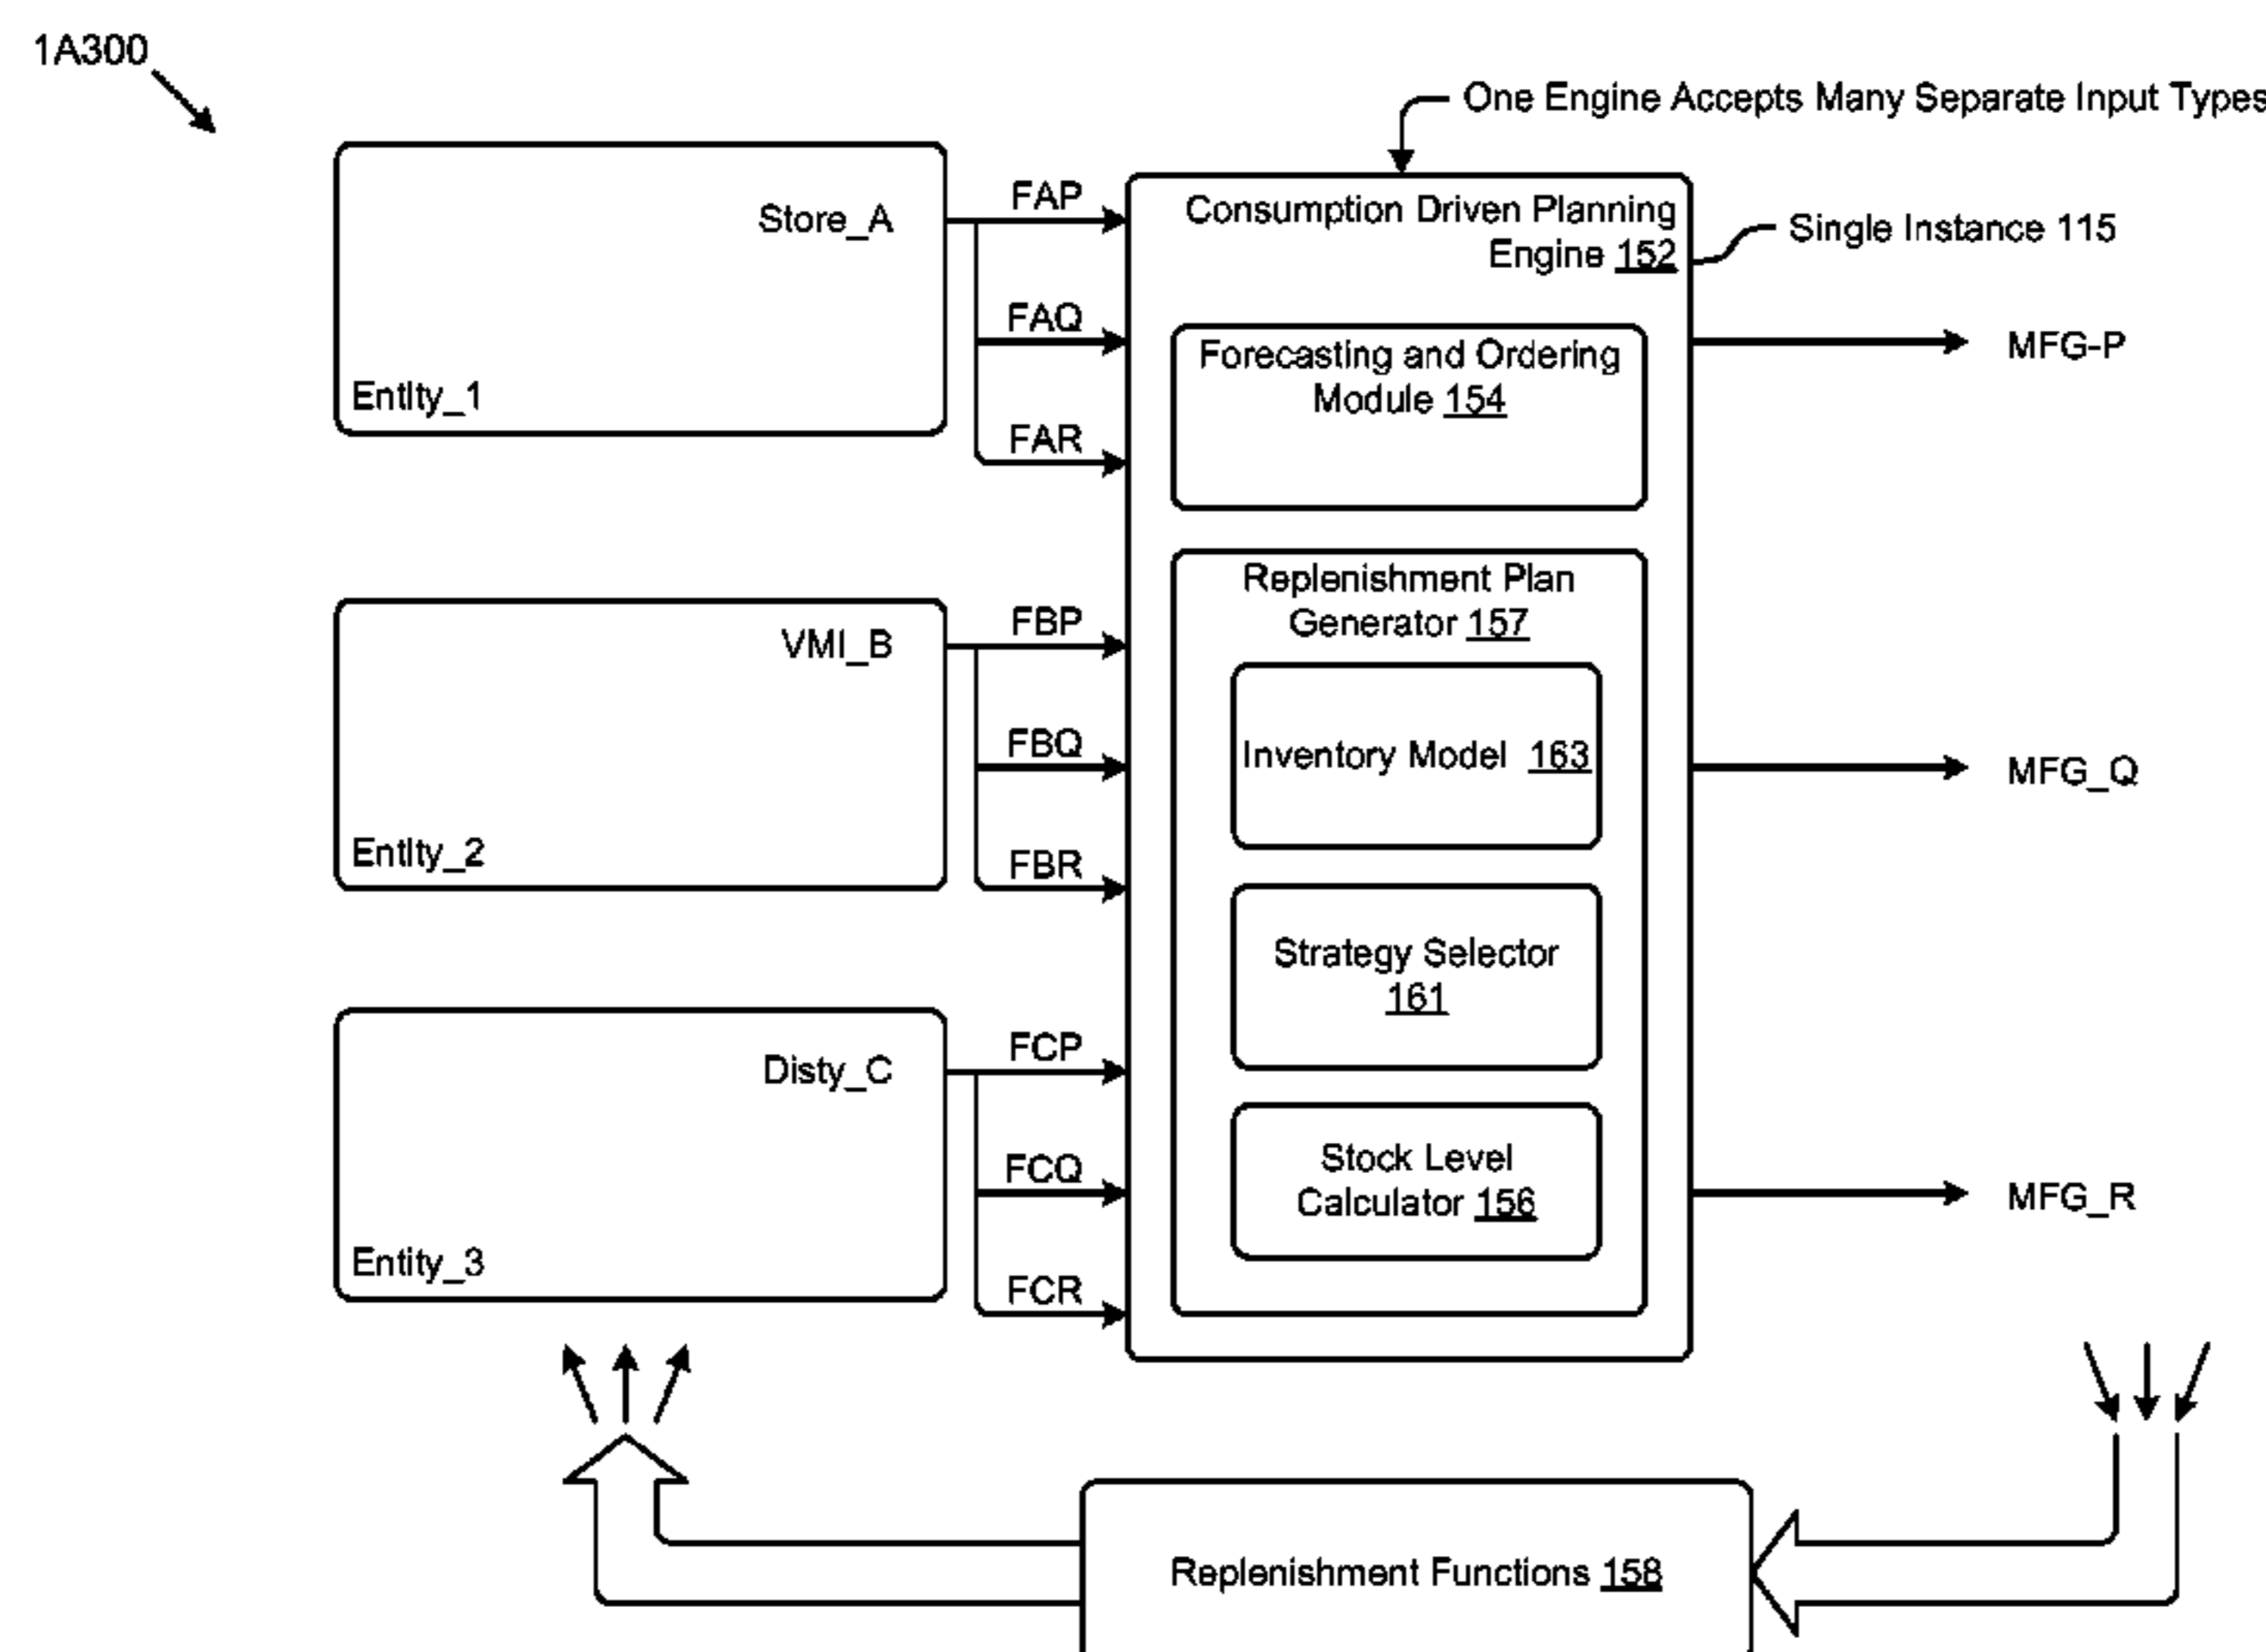 1A300
One Engine Accepts Many Separate Input Types
Store_A
Entity_1
FAP
FAQ
FAR
Consumption Driven Planning
Engine 152
Single Instance 115
Forecasting and Ordering
Module 154
MFG-P
VMI_B
Entity_2
FBP
FBQ
FBR
Replenishment Plan
Generator 157
Inventory Model 163
MFG_Q
Strategy Selector
161
Disty_C
Entity_3
FCP
FCQ
FCR
Stock Level
Calculator 156
MFG_R
Replenishment Functions 158